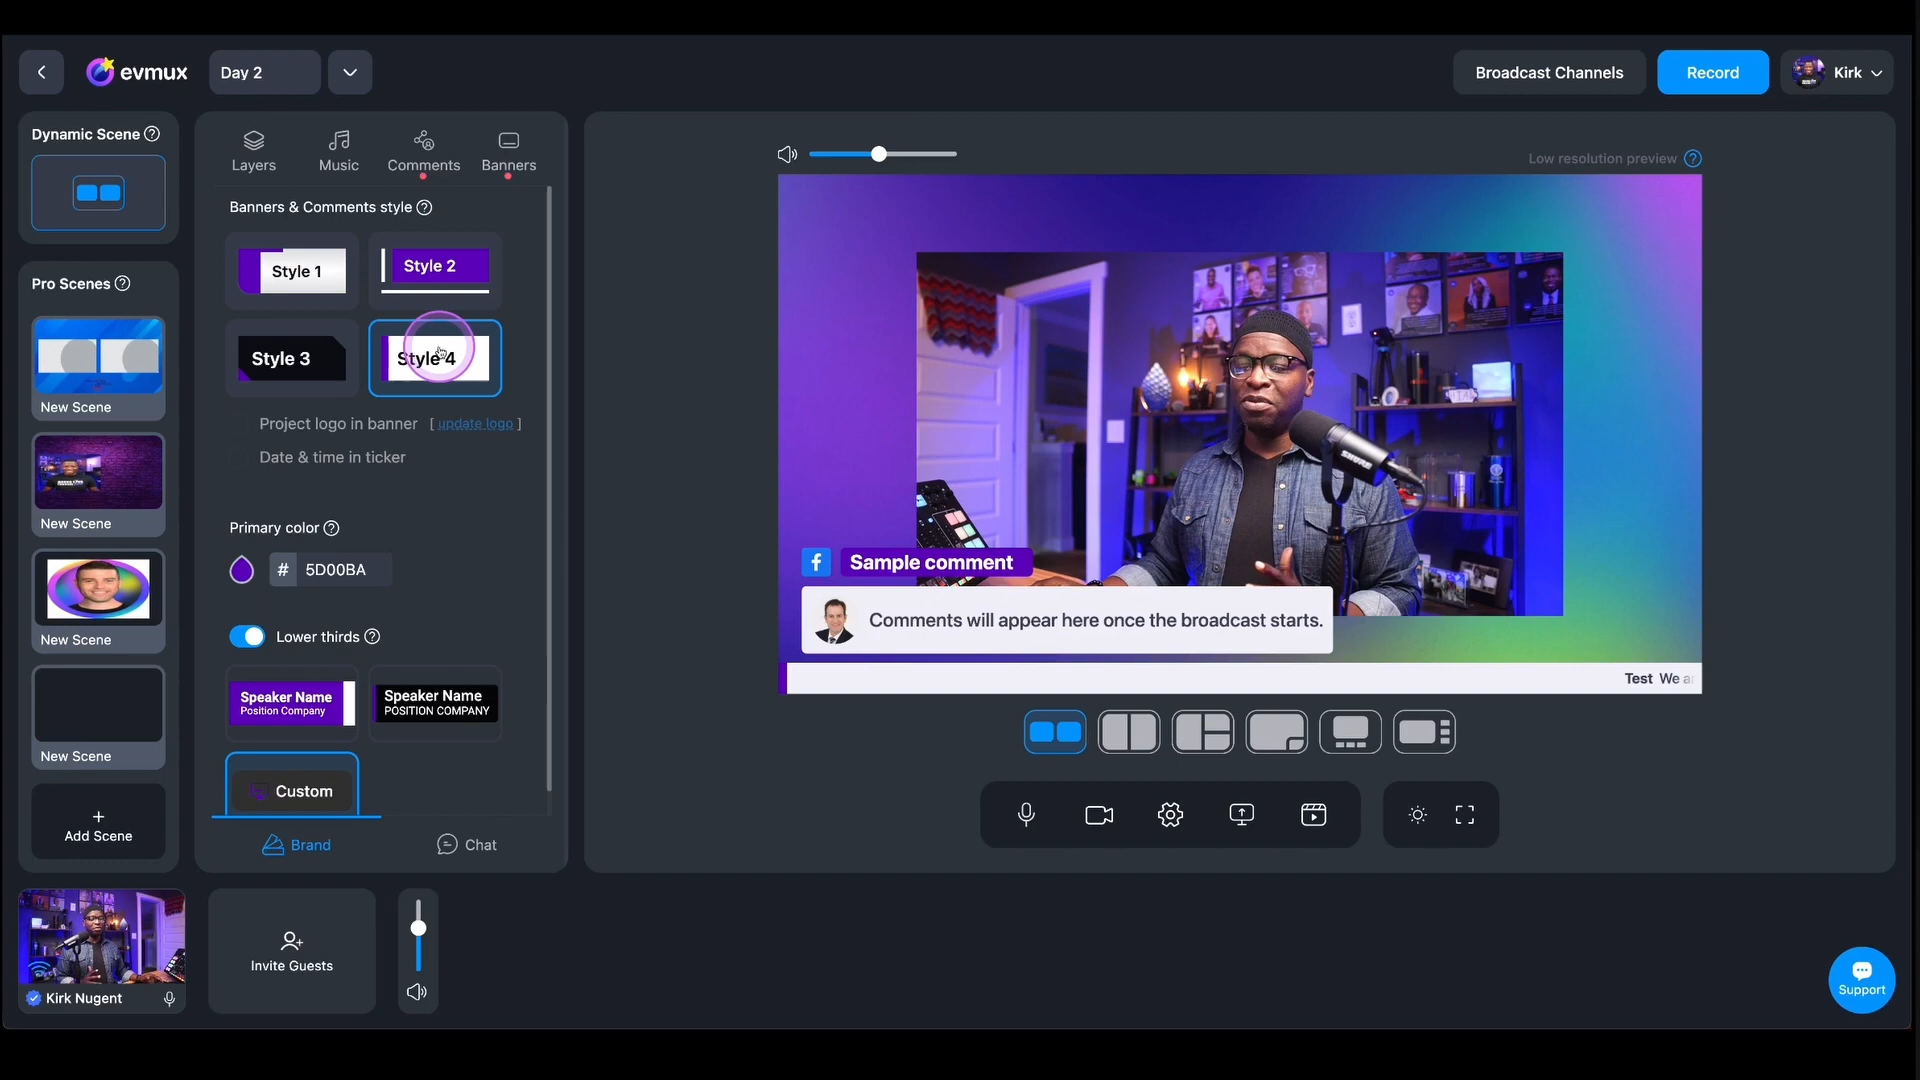 evmux
Day 2
Broadcast Channels
Record
Kirk
Dynamic Scene
Layers
Music
Comments
Banners
Low resolution preview
Banners & Comments style
Pro Scenes
Style 1
Style 2
Style 3
Style 4
New Scene
New Scene
New Scene
New Scene
Add Scene
Project logo in banner [ update logo ]
Date & time in ticker
Primary color
# 5D00BA
Lower thirds
Speaker Name
Position Company
Speaker Name
POSITION COMPANY
Custom
Brand
Chat
SHURE
Sample comment
Comments will appear here once the broadcast starts.
Test We a
Kirk Nugent
Invite Guests
Support